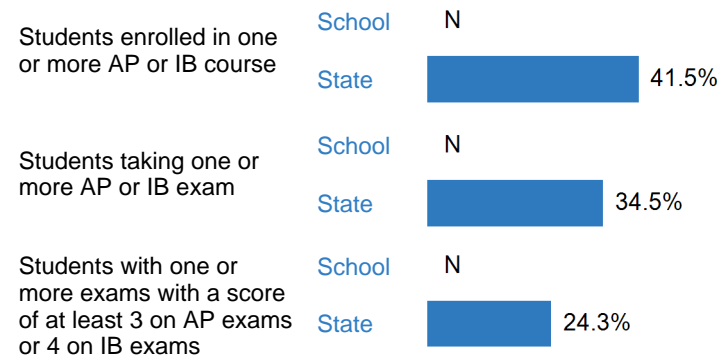 Students enrolled in one
or more AP or IB course
School N
State 41.5%
Students taking one or
more AP or IB exam
School N
State 34.5%
Students with one or
more exams with a score
of at least 3 on AP exams
or 4 on IB exams
School N
State 24.3%